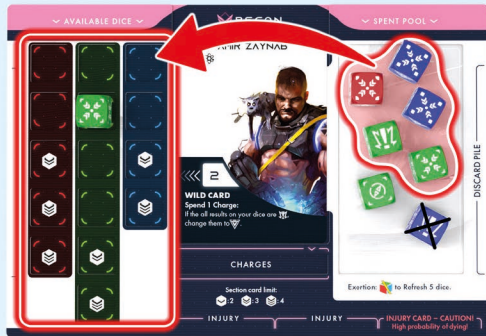 AVAILABLE DICE
RECON
SPENT POOL
AMIR ZAYNAB
2
WILD CARD
Spend 1 Charge:
If the all results on your dice are
change them to
CHARGES
Section card limit:
:2 :3 :4
INJURY
INJURY
INJURY CARD – CAUTION!
High probability of dying!
Exertion: to Refresh 5 dice.
DISCARD PILE